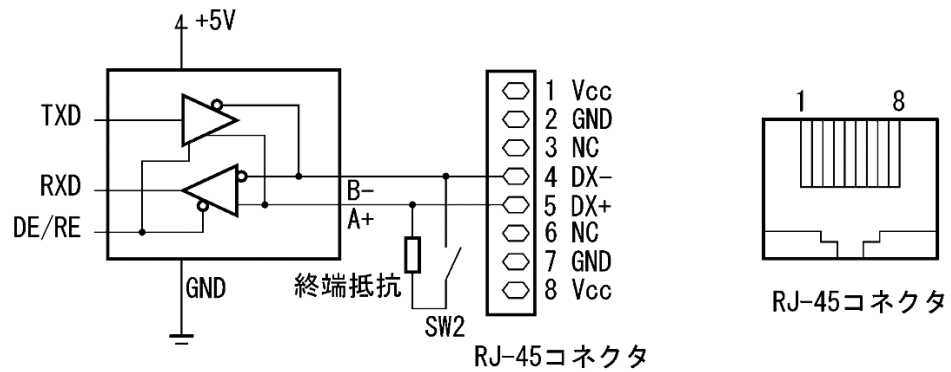 +5V
TXD
RXD
DE/RE
B-
A+
GND
終端抵抗
SW2
1 Vcc
2 GND
3 NC
4 DX-
5 DX+
6 NC
7 GND
8 Vcc
RJ-45コネクタ
1 8
RJ-45コネクタ